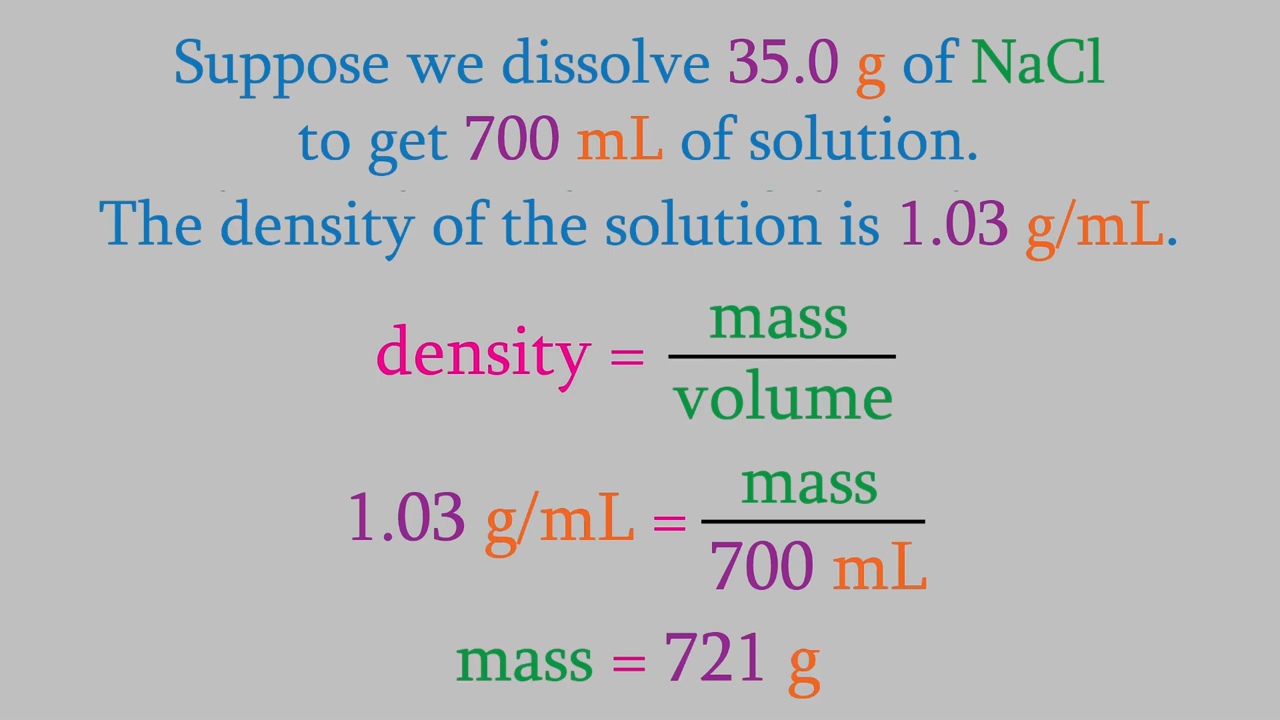 Suppose we dissolve 35.0 g of NaCl
to get 700 mL of solution.
The density of the solution is 1.03 g/mL.
density = mass/volume
1.03 g/mL = mass/700 mL
mass = 721 g